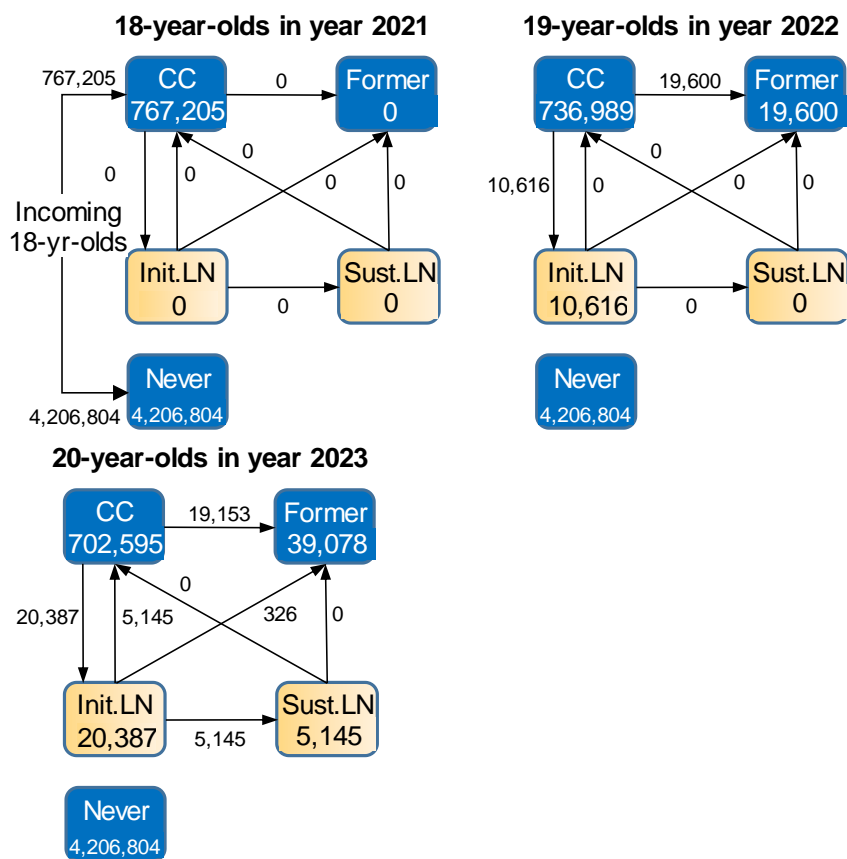 18-year-olds in year 2021
767,205
CC
767,205
0
Former
0
0
0
0
0
0
Incoming
18-yr-olds
Init.LN
0
0
Sust.LN
0
Never
4,206,804
4,206,804
19-year-olds in year 2022
CC
736,989
19,600
Former
19,600
10,616
0
0
0
0
Init.LN
10,616
0
Sust.LN
0
Never
4,206,804
20-year-olds in year 2023
CC
702,595
19,153
Former
39,078
0
20,387
5,145
326
0
Init.LN
20,387
5,145
Sust.LN
5,145
Never
4,206,804